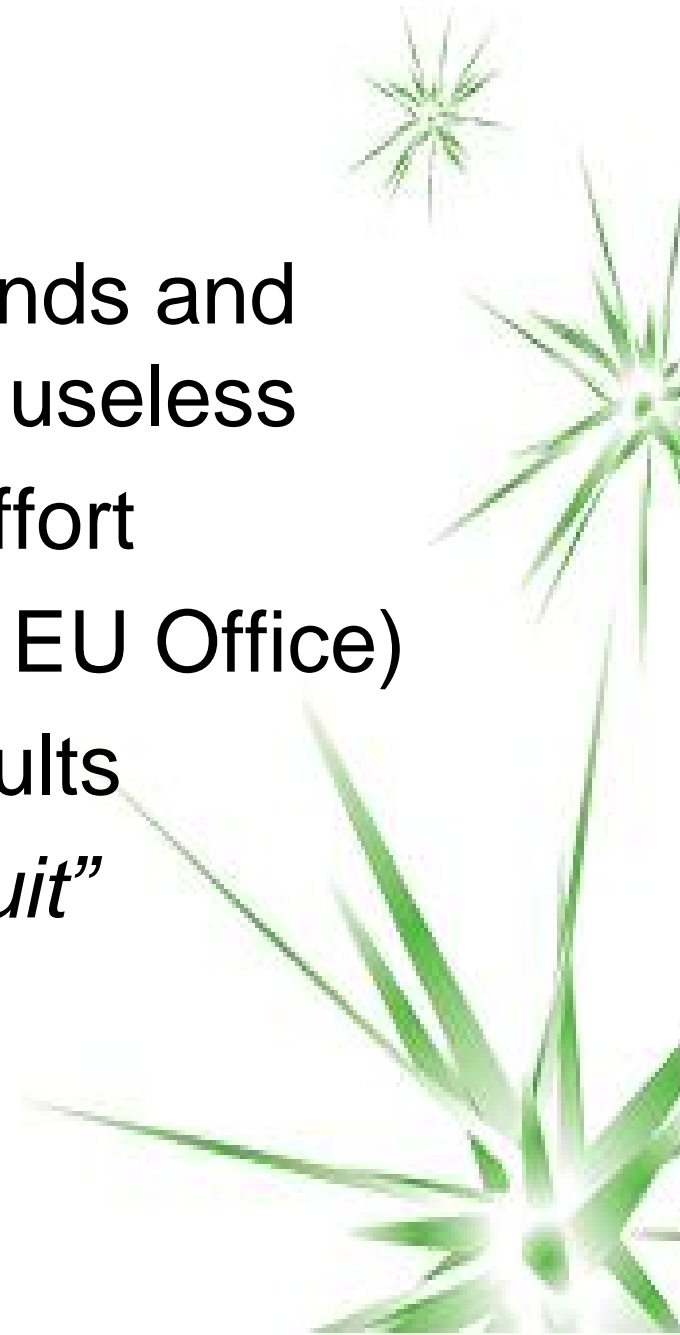 nds and
useless
ffort
EU Office)
ults
uit”